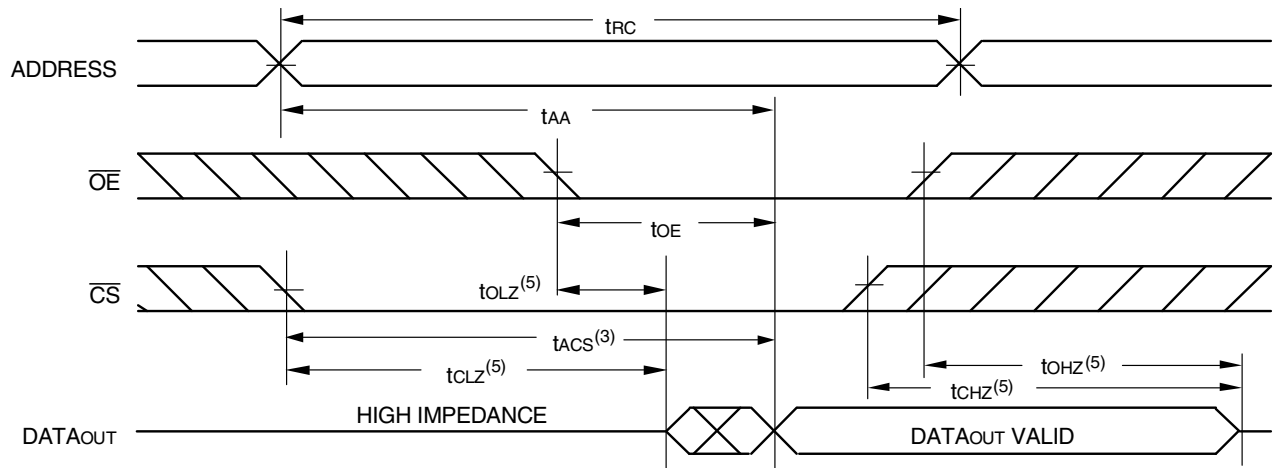 tRC
ADDRESS
tAA
OE
tOE
CS
tOLZ(5)
tACS(3)
tOHZ(5)
tCLZ(5)
tCHZ(5)
HIGH IMPEDANCE
DATAOUT
DATAOUT VALID